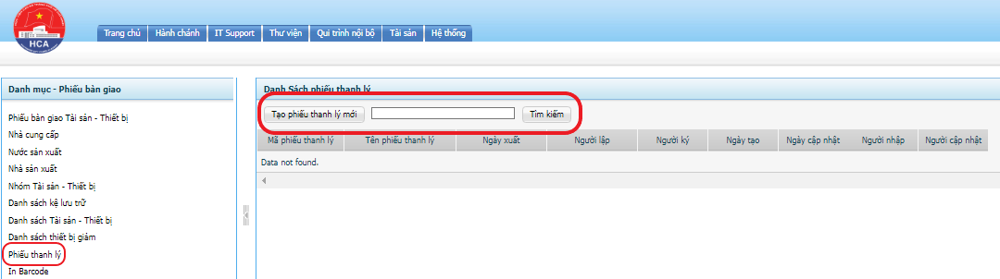 HCA
Trang chủ Hành chánh IT Support Thư viện Qui trình nội bộ Tài sản Hệ thống
Danh mục - Phiếu bàn giao
Phiếu bàn giao Tài sản - Thiết bị
Nhà cung cấp
Nước sản xuất
Nhà sản xuất
Nhóm Tài sản - Thiết bị
Danh sách kệ lưu trữ
Danh sách Tài sản - Thiết bị
Danh sách thiết bị giảm
Phiếu thanh lý
In Barcode
Danh Sách phiếu thanh lý
Tạo phiếu thanh lý mới Tìm kiếm
Mã phiếu thanh lý Tên phiếu thanh lý Ngày xuất Người lập Người ký Ngày tạo Ngày cập nhật Người nhập Người cập nhật
Data not found.